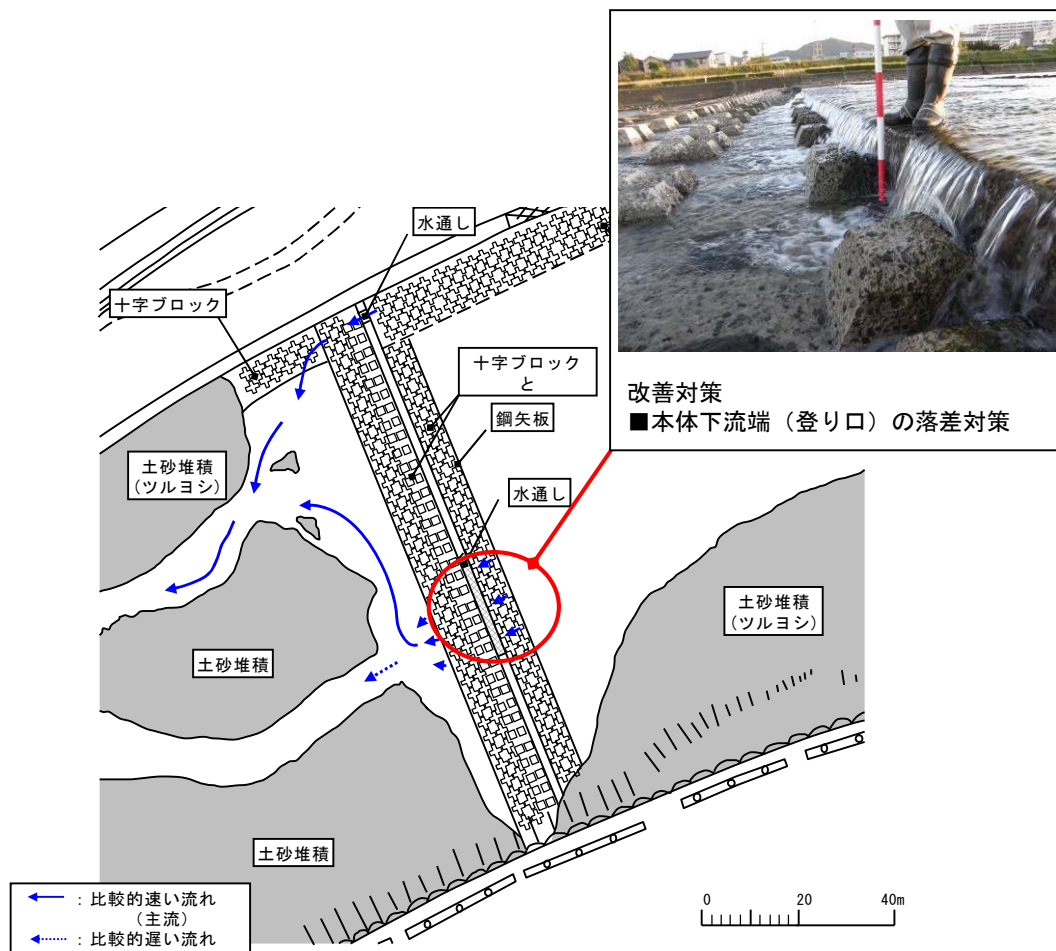 改善対策
■本体下流端（登り口）の落差対策
水通し
十字ブロック
十字ブロック
と
鋼矢板
水通し
土砂堆積
(ツルヨシ)
土砂堆積
(ツルヨシ)
土砂堆積
土砂堆積
：比較的速い流れ
（主流）
：比較的遅い流れ
0 20 40m